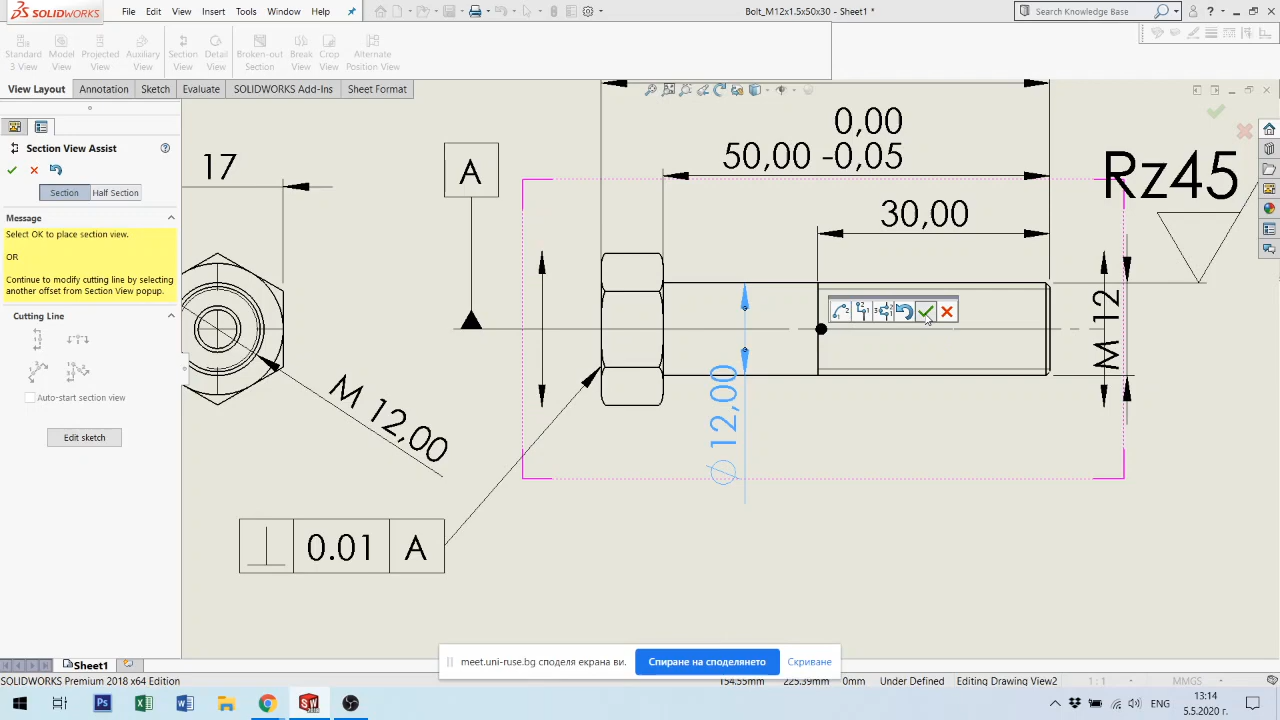 SOLIDWORKS
File
Edit
View
Insert
Tools
Window
Help
Bolt_M12x1.5x50x30 - Sheet1 *
Search Knowledge Base
Standard 3 View
Model View
Projected View
Auxiliary View
Section View
Detail View
Broken-out Section
Break View
Crop View
Alternate Position View
View Layout
Annotation
Sketch
Evaluate
SOLIDWORKS Add-Ins
Sheet Format
Section View Assist
Section
Half Section
Message
Select OK to place section view.
OR
Continue to modify cutting line by selecting
another offset from Section View popup.
Cutting Line
Auto-start section view
Edit sketch
17
A
0,00
50,00 -0,05
30,00
Rz45
M 12
M 12,00
Ø 12,00
0.01
A
meet.uni-ruse.bg споделя екрана ви.
Спиране на споделянето
Скриване
Sheet1
SOLIDWORKS Premium 2018 x64 Edition
154.59mm
229.39mm
0mm
Under Defined
Editing Drawing View2
1 : 1
MMGS
ENG
13:14
5.5.2020 г.